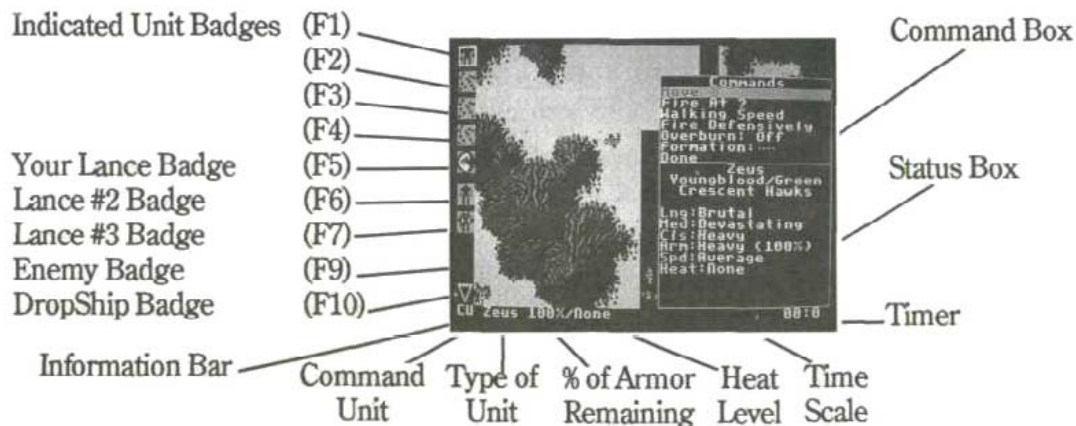 Indicated Unit Badges (F1)
(F2)
(F3)
(F4)
Your Lance Badge (F5)
Lance #2 Badge (F6)
Lance #3 Badge (F7)
Enemy Badge (F9)
DropShip Badge (F10)
Information Bar
Command Unit
Type of Unit
% of Armor Remaining
Heat Level
Time Scale
Command Box
Status Box
Timer
Commands
Move
Fire At ?
Walking Speed
Fire Defensively
Overburn: Off
Formation:
Done
Zeus
Youngblood/Green
Crescent Hawks
Lng:Brutal
Med:Devastating
Cls:Heavy
Arm:Heavy (100%)
Spd:Average
Heat:None
CU Zeus 100%/None
00:0